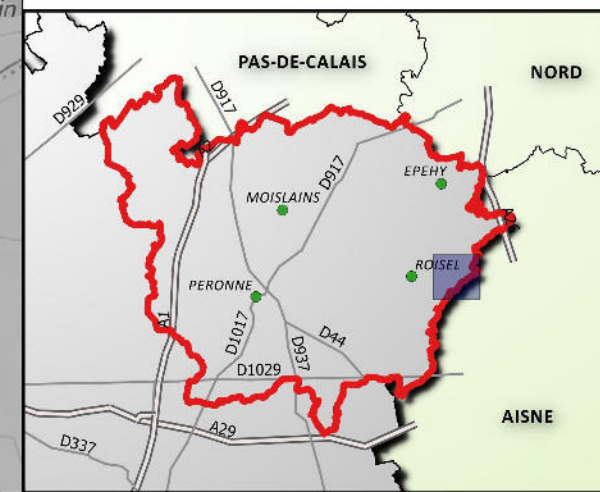 in
PAS-DE-CALAIS
NORD
D929
D917
D917
EPEHY
MOISLAINS
ROISEL
PERONNE
A1
D1017
D937
D44
D1029
AISNE
A29
D337